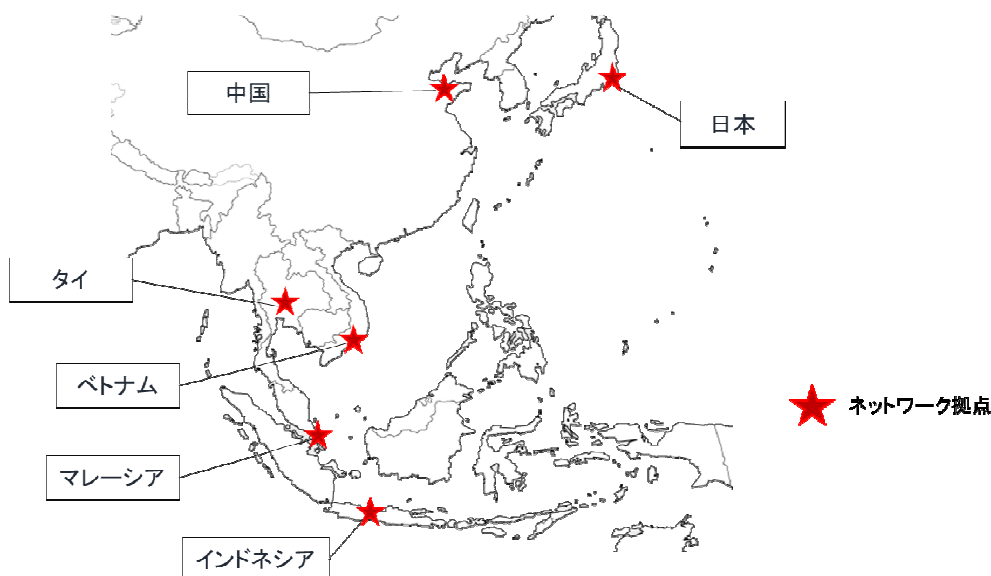 中国
日本
タイ
ベトナム
マレーシア
インドネシア
ネットワーク拠点